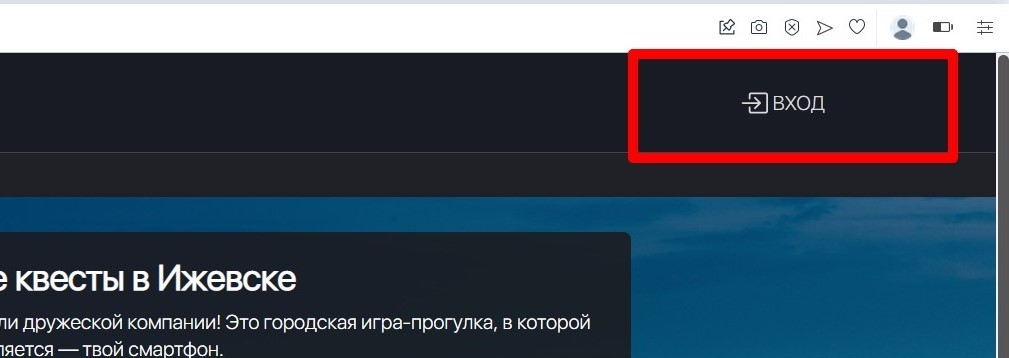 ВХОД
е квесты в Ижевске
ли дружеской компании! Это городская игра-прогулка, в которой
ляется — твой смартфон.